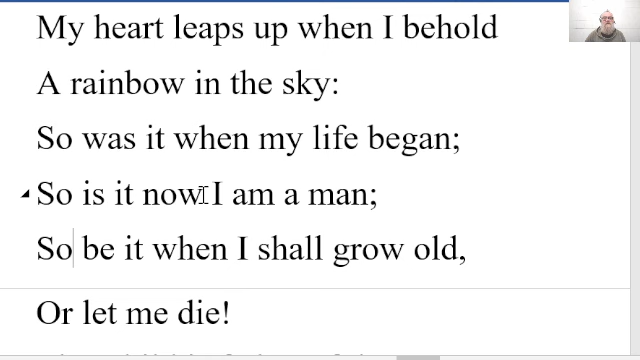 My heart leaps up when I behold
A rainbow in the sky:
So was it when my life began;
So is it now I am a man;
So be it when I shall grow old,
Or let me die!